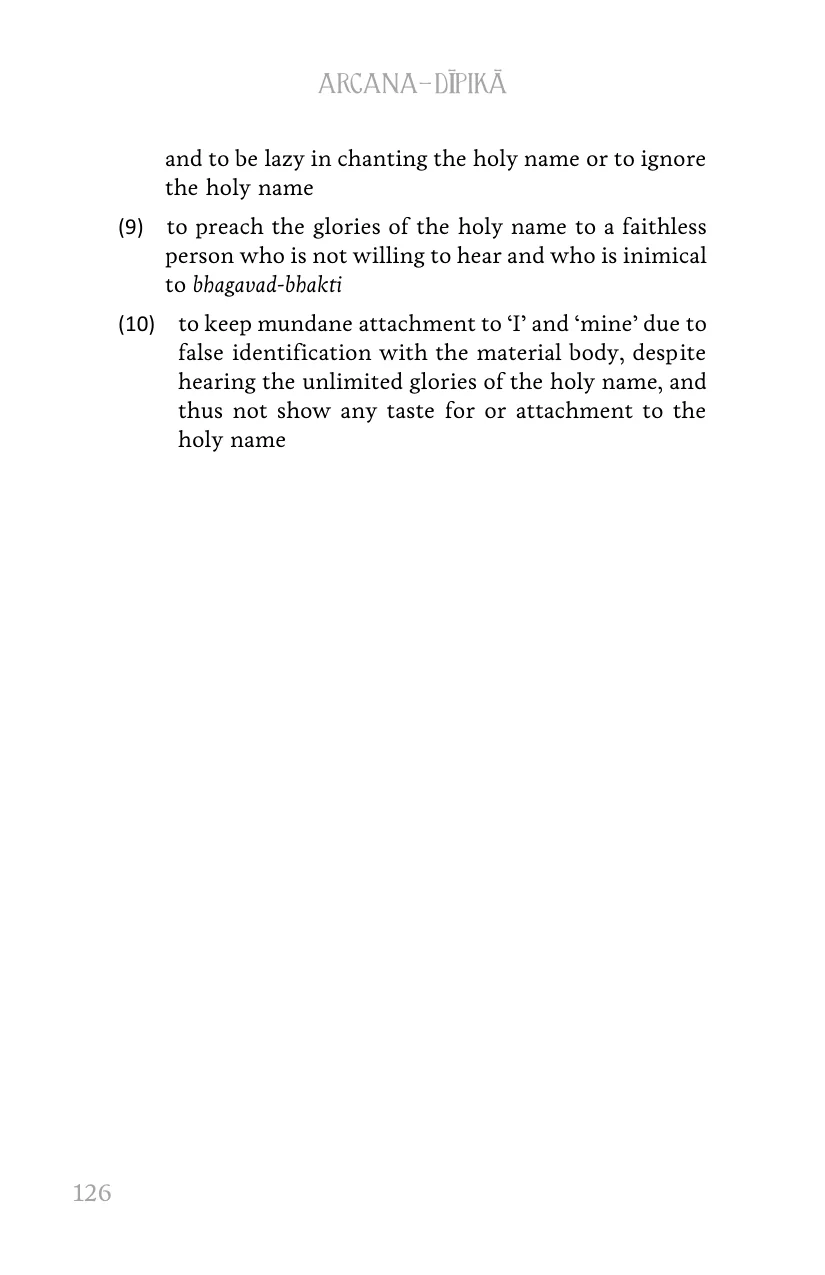 ARCANA–DĪPIKĀ
and to be lazy in chanting the holy name or to ignore
the holy name
(9) to preach the glories of the holy name to a faithless
person who is not willing to hear and who is inimical
to bhagavad-bhakti
(10) to keep mundane attachment to ‘I’ and ‘mine’ due to
false identification with the material body, despite
hearing the unlimited glories of the holy name, and
thus not show any taste for or attachment to the
holy name
126